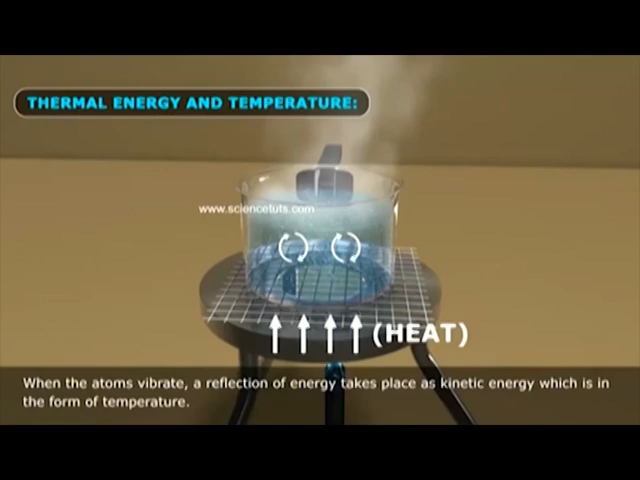 THERMAL ENERGY AND TEMPERATURE:
www.sciencetuts.com
(HEAT)
When the atoms vibrate, a reflection of energy takes place as kinetic energy which is in
the form of temperature.